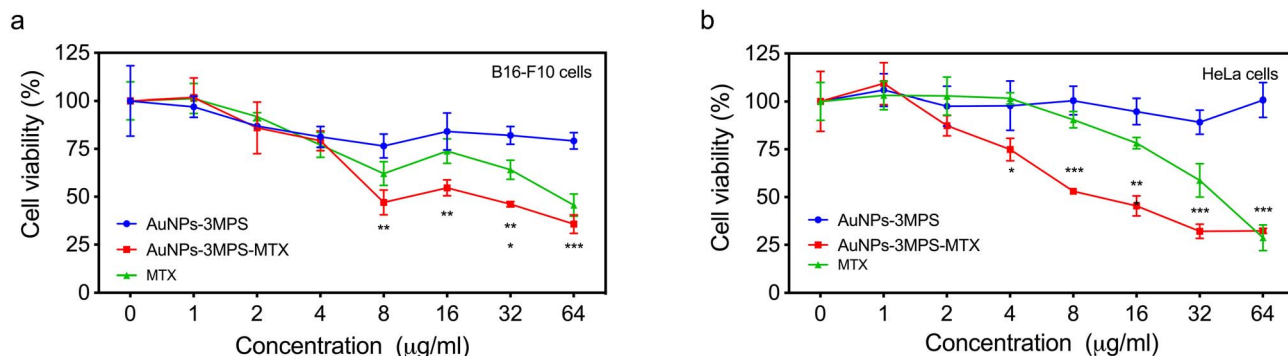 a
125
100
75
50
25
0
Cell viability (%)
B16-F10 cells
AuNPs-3MPS
AuNPs-3MPS-MTX
MTX
** ** ** ***
*
0 1 2 4 8 16 32 64
Concentration (μg/ml)
b
125
100
75
50
25
0
Cell viability (%)
HeLa cells
AuNPs-3MPS
AuNPs-3MPS-MTX
MTX
* *** ** *** ***
*
0 1 2 4 8 16 32 64
Concentration (μg/ml)